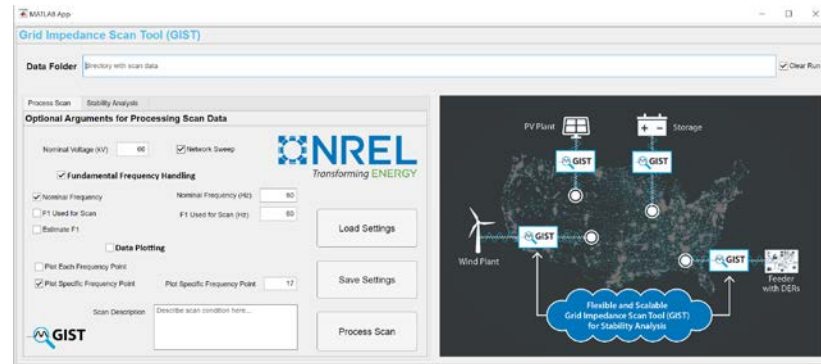 MATLAB App
Grid Impedance Scan Tool (GIST)
Data Folder
Directory with scan data
Clear Run
Process Scan
Stability Analysis
Optional Arguments for Processing Scan Data
Nominal Voltage (kV)
66
Network Sweep
NREL
Transforming ENERGY
Fundamental Frequency Handling
Nominal Frequency
Nominal Frequency (Hz)
60
F1 Used for Scan
F1 Used for Scan (Hz)
60
Estimate F1
Load Settings
Data Plotting
Plot Each Frequency Point
Plot Specific Frequency Point
Plot Specific Frequency Point
17
Save Settings
Scan Description
Describe scan condition here...
GIST
Process Scan
PV Plant
Storage
GIST
GIST
GIST
GIST
Wind Plant
Feeder
with DERs
Flexible and Scalable
Grid Impedance Scan Tool (GIST)
for Stability Analysis